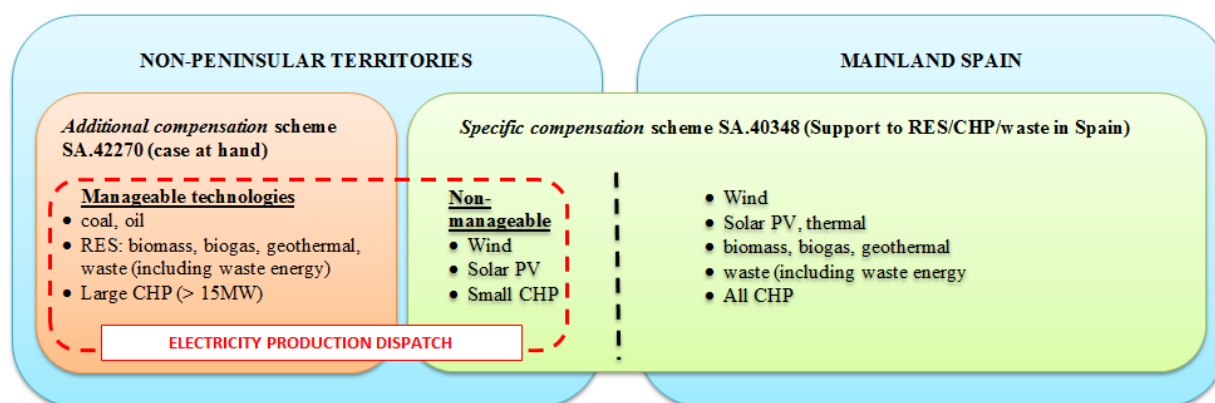 NON-PENINSULAR TERRITORIES
MAINLAND SPAIN
Additional compensation scheme
SA.42270 (case at hand)
Specific compensation scheme SA.40348 (Support to RES/CHP/waste in Spain)
Manageable technologies
• coal, oil
• RES: biomass, biogas, geothermal,
waste (including waste energy)
• Large CHP (> 15MW)
Non-
manageable
• Wind
• Solar PV
• Small CHP
• Wind
• Solar PV, thermal
• biomass, biogas, geothermal
• waste (including waste energy
• All CHP
ELECTRICITY PRODUCTION DISPATCH